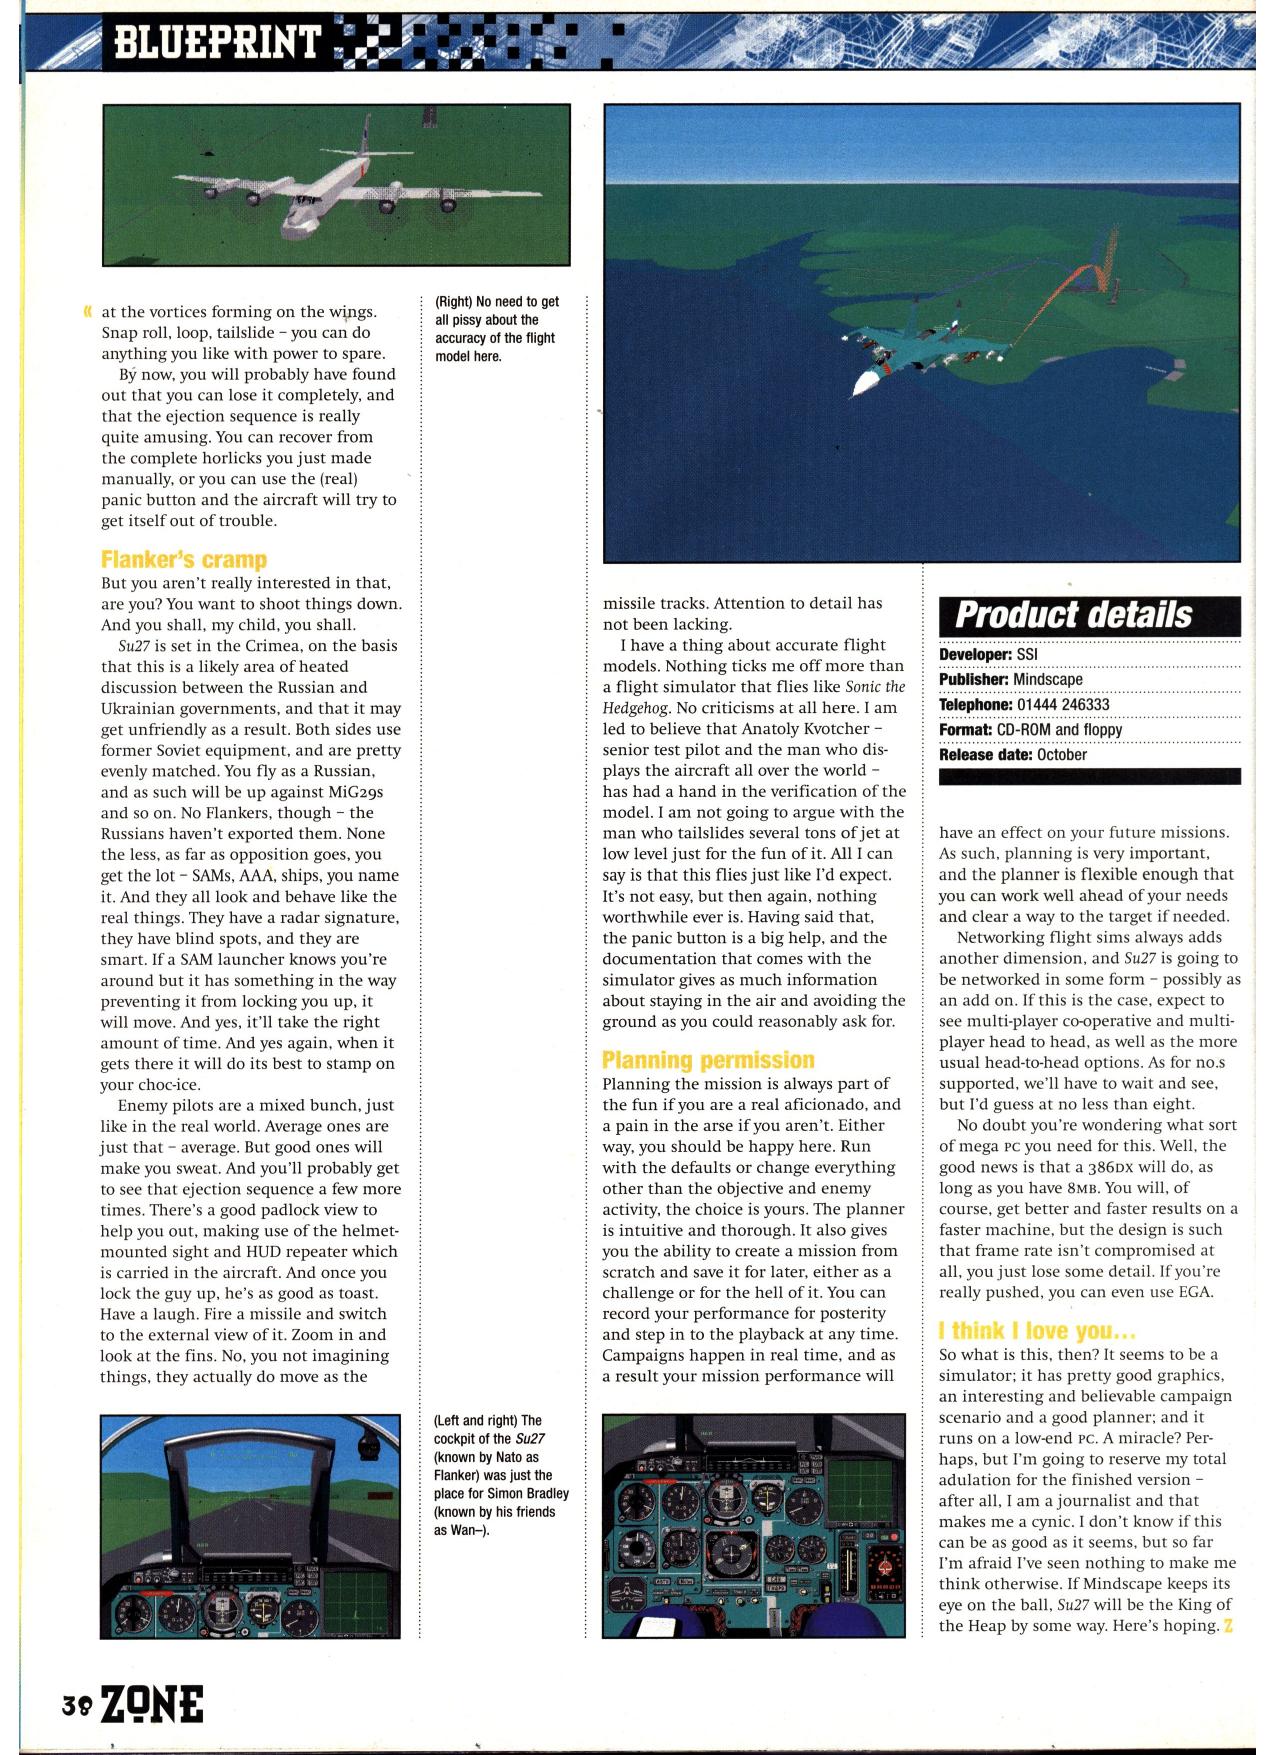 BLUEPRINT
« at the vortices forming on the wings.
Snap roll, loop, tailslide – you can do
anything you like with power to spare.
By now, you will probably have found
out that you can lose it completely, and
that the ejection sequence is really
quite amusing. You can recover from
the complete horlicks you just made
manually, or you can use the (real)
panic button and the aircraft will try to
get itself out of trouble.
Flanker's cramp
But you aren't really interested in that,
are you? You want to shoot things down.
And you shall, my child, you shall.
Su27 is set in the Crimea, on the basis
that this is a likely area of heated
discussion between the Russian and
Ukrainian governments, and that it may
get unfriendly as a result. Both sides use
former Soviet equipment, and are pretty
evenly matched. You fly as a Russian,
and as such will be up against MiG29s
and so on. No Flankers, though – the
Russians haven't exported them. None
the less, as far as opposition goes, you
get the lot – SAMs, AAA, ships, you name
it. And they all look and behave like the
real things. They have a radar signature,
they have blind spots, and they are
smart. If a SAM launcher knows you're
around but it has something in the way
preventing it from locking you up, it
will move. And yes, it'll take the right
amount of time. And yes again, when it
gets there it will do its best to stamp on
your choc-ice.
Enemy pilots are a mixed bunch, just
like in the real world. Average ones are
just that – average. But good ones will
make you sweat. And you'll probably get
to see that ejection sequence a few more
times. There's a good padlock view to
help you out, making use of the helmet-
mounted sight and HUD repeater which
is carried in the aircraft. And once you
lock the guy up, he's as good as toast.
Have a laugh. Fire a missile and switch
to the external view of it. Zoom in and
look at the fins. No, you not imagining
things, they actually do move as the
(Right) No need to get
all pissy about the
accuracy of the flight
model here.
(Left and right) The
cockpit of the Su27
(known by Nato as
Flanker) was just the
place for Simon Bradley
(known by his friends
as Wan–).
missile tracks. Attention to detail has
not been lacking.
I have a thing about accurate flight
models. Nothing ticks me off more than
a flight simulator that flies like Sonic the
Hedgehog. No criticisms at all here. I am
led to believe that Anatoly Kvotcher –
senior test pilot and the man who dis-
plays the aircraft all over the world –
has had a hand in the verification of the
model. I am not going to argue with the
man who tailslides several tons of jet at
low level just for the fun of it. All I can
say is that this flies just like I'd expect.
It's not easy, but then again, nothing
worthwhile ever is. Having said that,
the panic button is a big help, and the
documentation that comes with the
simulator gives as much information
about staying in the air and avoiding the
ground as you could reasonably ask for.
Planning permission
Planning the mission is always part of
the fun if you are a real aficionado, and
a pain in the arse if you aren't. Either
way, you should be happy here. Run
with the defaults or change everything
other than the objective and enemy
activity, the choice is yours. The planner
is intuitive and thorough. It also gives
you the ability to create a mission from
scratch and save it for later, either as a
challenge or for the hell of it. You can
record your performance for posterity
and step in to the playback at any time.
Campaigns happen in real time, and as
a result your mission performance will
Product details
Developer: SSI
Publisher: Mindscape
Telephone: 01444 246333
Format: CD-ROM and floppy
Release date: October
have an effect on your future missions.
As such, planning is very important,
and the planner is flexible enough that
you can work well ahead of your needs
and clear a way to the target if needed.
Networking flight sims always adds
another dimension, and Su27 is going to
be networked in some form – possibly as
an add on. If this is the case, expect to
see multi-player co-operative and multi-
player head to head, as well as the more
usual head-to-head options. As for no.s
supported, we'll have to wait and see,
but I'd guess at no less than eight.
No doubt you're wondering what sort
of mega PC you need for this. Well, the
good news is that a 386DX will do, as
long as you have 8MB. You will, of
course, get better and faster results on a
faster machine, but the design is such
that frame rate isn't compromised at
all, you just lose some detail. If you're
really pushed, you can even use EGA.
I think I love you...
So what is this, then? It seems to be a
simulator; it has pretty good graphics,
an interesting and believable campaign
scenario and a good planner; and it
runs on a low-end PC. A miracle? Per-
haps, but I'm going to reserve my total
adulation for the finished version –
after all, I am a journalist and that
makes me a cynic. I don't know if this
can be as good as it seems, but so far
I'm afraid I've seen nothing to make me
think otherwise. If Mindscape keeps its
eye on the ball, Su27 will be the King of
the Heap by some way. Here's hoping. Z
38 ZONE